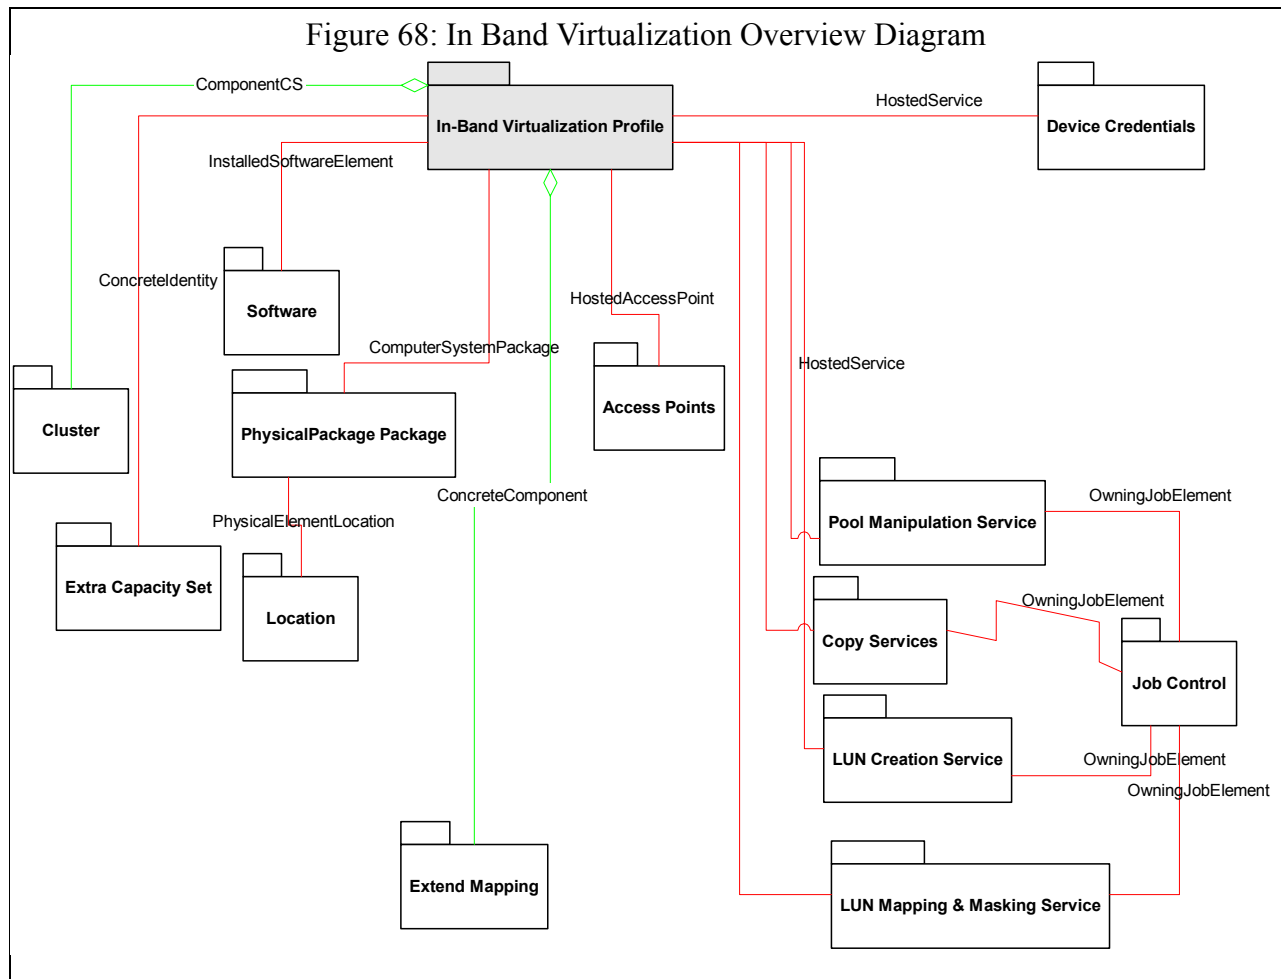 Figure 68: In Band Virtualization Overview Diagram
ComponentCS
HostedService
In-Band Virtualization Profile
Device Credentials
InstalledSoftwareElement
ConcreteIdentity
Software
HostedAccessPoint
ComputerSystemPackage
HostedService
Access Points
Cluster
PhysicalPackage Package
ConcreteComponent
OwningJobElement
PhysicalElementLocation
Pool Manipulation Service
Extra Capacity Set
Location
OwningJobElement
Copy Services
Job Control
LUN Creation Service
OwningJobElement
OwningJobElement
Extend Mapping
LUN Mapping & Masking Service